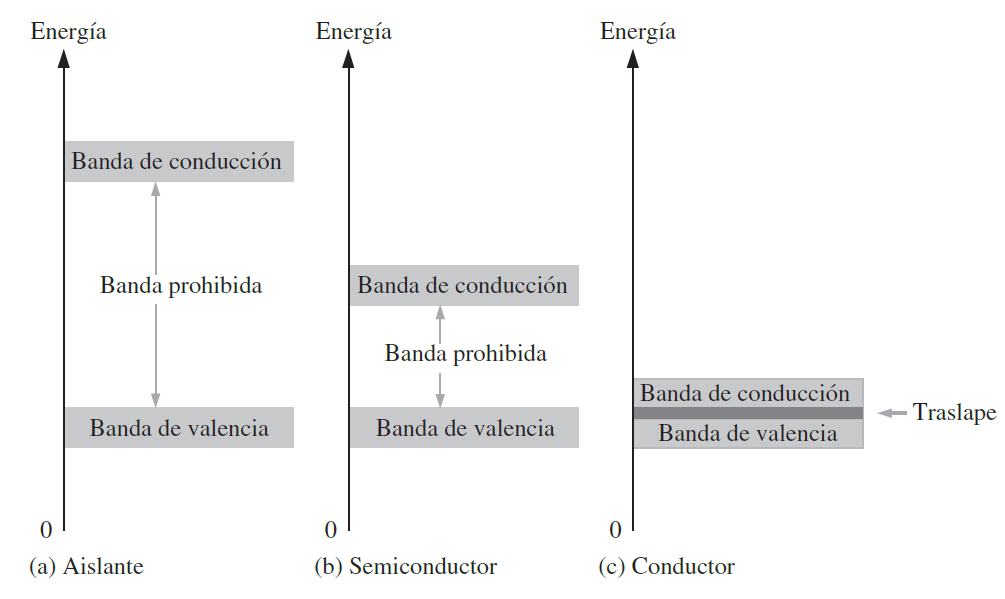 Energía
Banda de conducción
Banda prohibida
Banda de valencia
0
(a) Aislante
Energía
Banda de conducción
Banda prohibida
Banda de valencia
0
(b) Semiconductor
Energía
Banda de conducción
Traslape
Banda de valencia
0
(c) Conductor